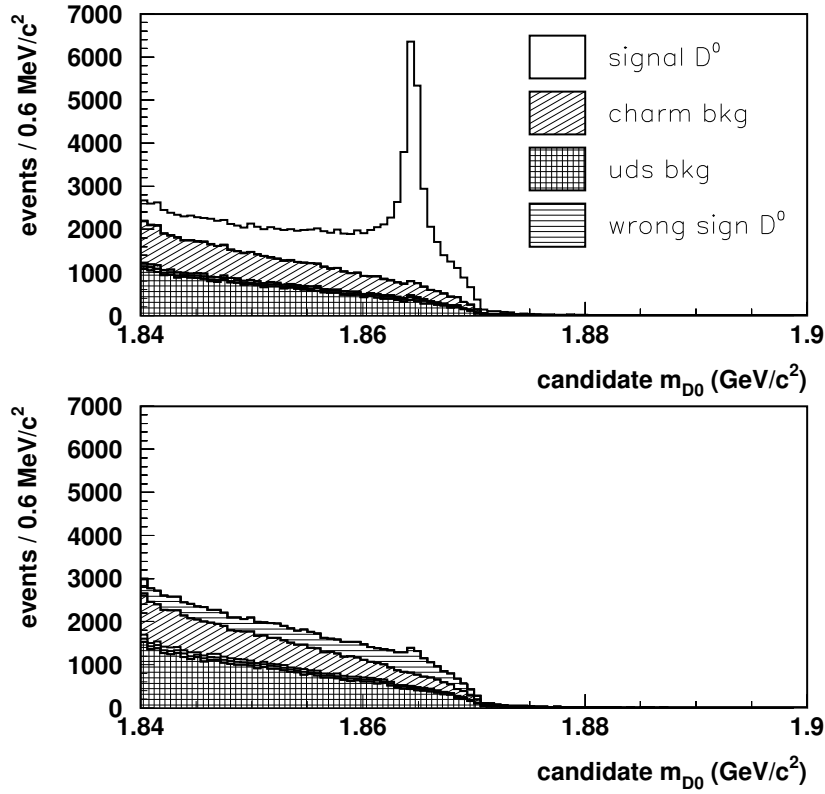 events / 0.6 MeV/c²
7000
6000
5000
4000
3000
2000
1000
0
signal D⁰
charm bkg
uds bkg
wrong sign D⁰
1.84 1.86 1.88 1.9
candidate m_D0 (GeV/c²)
events / 0.6 MeV/c²
7000
6000
5000
4000
3000
2000
1000
0
1.84 1.86 1.88 1.9
candidate m_D0 (GeV/c²)